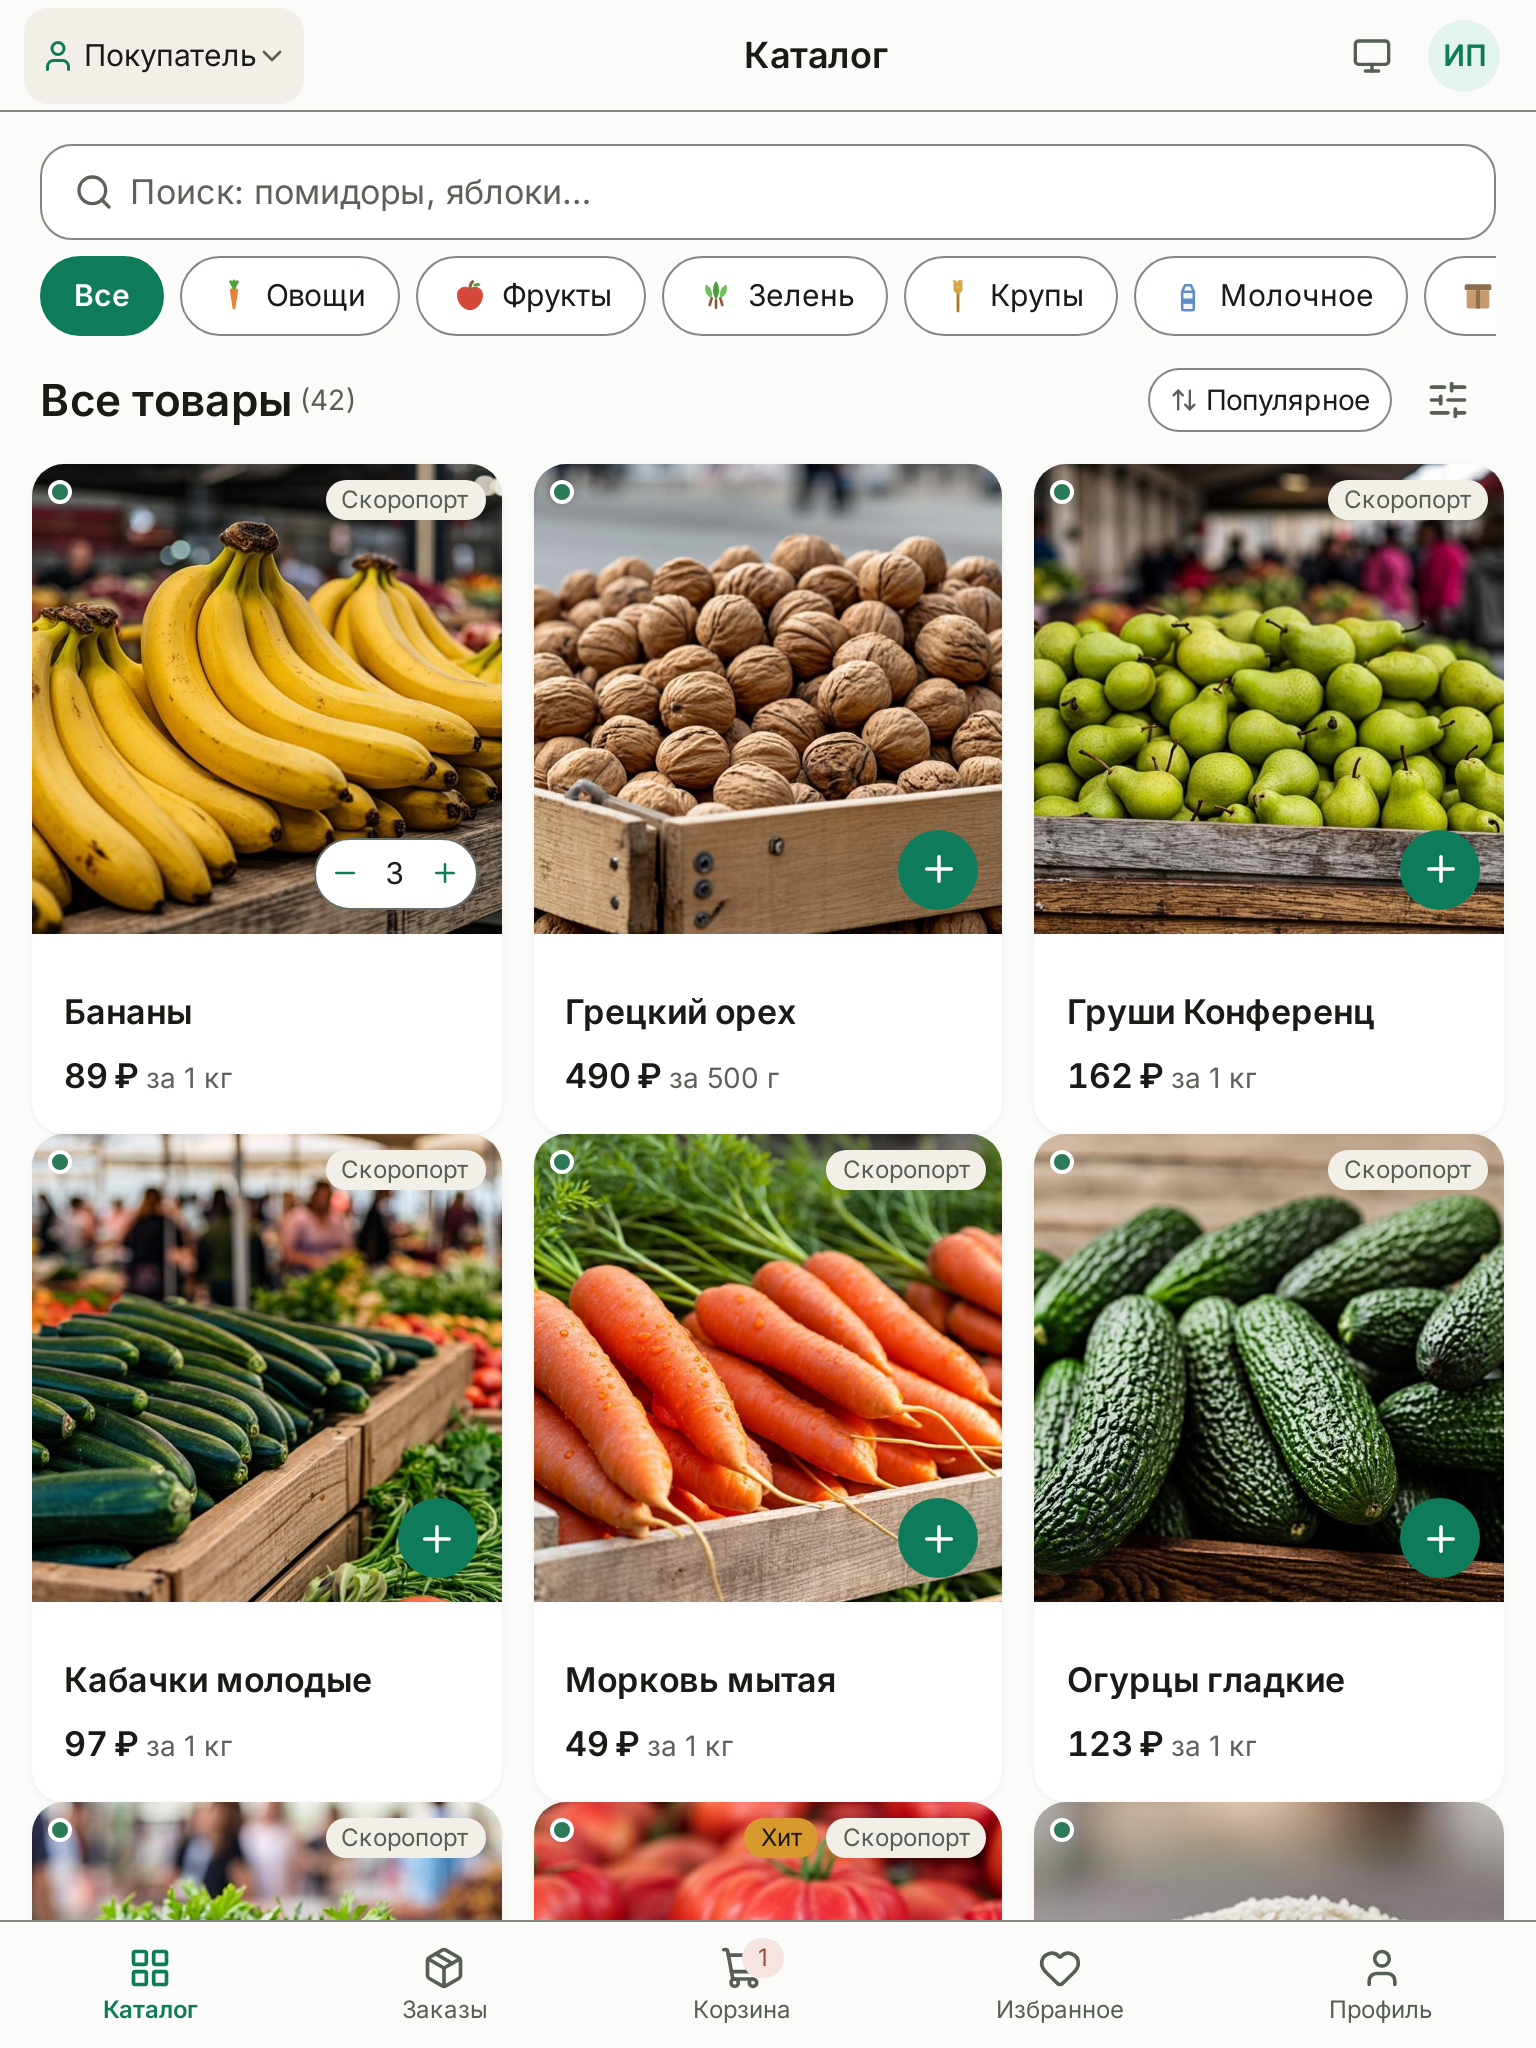 Покупатель
Каталог
ИП
Поиск: помидоры, яблоки...
Все
Овощи
Фрукты
Зелень
Крупы
Молочное
Все товары (42)
Популярное
Скоропорт
Скоропорт
3
Бананы
Грецкий орех
Груши Конференц
89 ₽ за 1 кг
490 ₽ за 500 г
162 ₽ за 1 кг
Скоропорт
Скоропорт
Скоропорт
Кабачки молодые
Морковь мытая
Огурцы гладкие
97 ₽ за 1 кг
49 ₽ за 1 кг
123 ₽ за 1 кг
Скоропорт
Хит
Скоропорт
1
Каталог
Заказы
Корзина
Избранное
Профиль